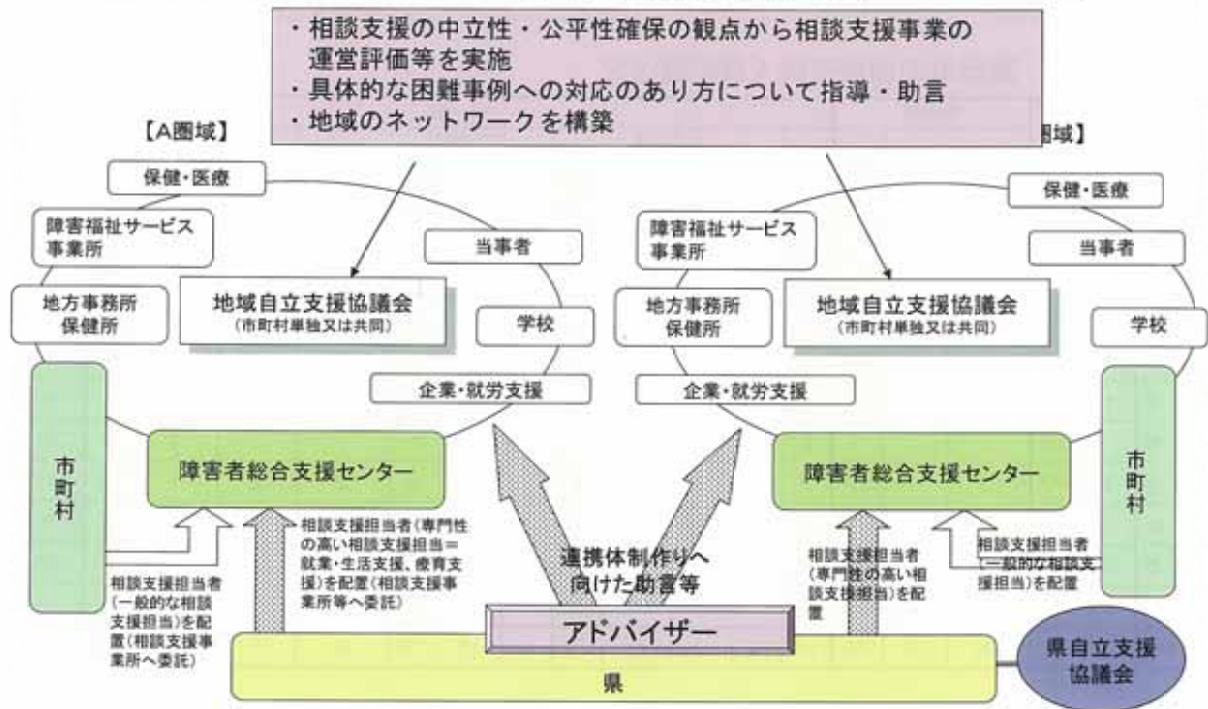 ・相談支援の中立性・公平性確保の観点から相談支援事業の
運営評価等を実施
・具体的な困難事例への対応のあり方について指導・助言
・地域のネットワークを構築
【A圏域】
保健・医療
障害福祉サービス
事業所
当事者
地方事務所
保健所
地域自立支援協議会
(市町村単独又は共同)
学校
企業・就労支援
市町村
障害者総合支援センター
相談支援担当者
(一般的な相談
支援担当)を配
置(相談支援事
業所へ委託)
相談支援担当者(専門性
の高い相談支援担当=
就業・生活支援、療育支
援)を配置(相談支援事
業所等へ委託)
圏域】
保健・医療
障害福祉サービス
事業所
当事者
地方事務所
保健所
地域自立支援協議会
(市町村単独又は共同)
学校
企業・就労支援
障害者総合支援センター
市町村
連携体制作りへ
向けた助言等
相談支援担当者
(専門性の高い相
談支援担当)を配
置
相談支援担当者
(一般的な相談支
援担当)を配置
アドバイザー
県
県自立支援
協議会